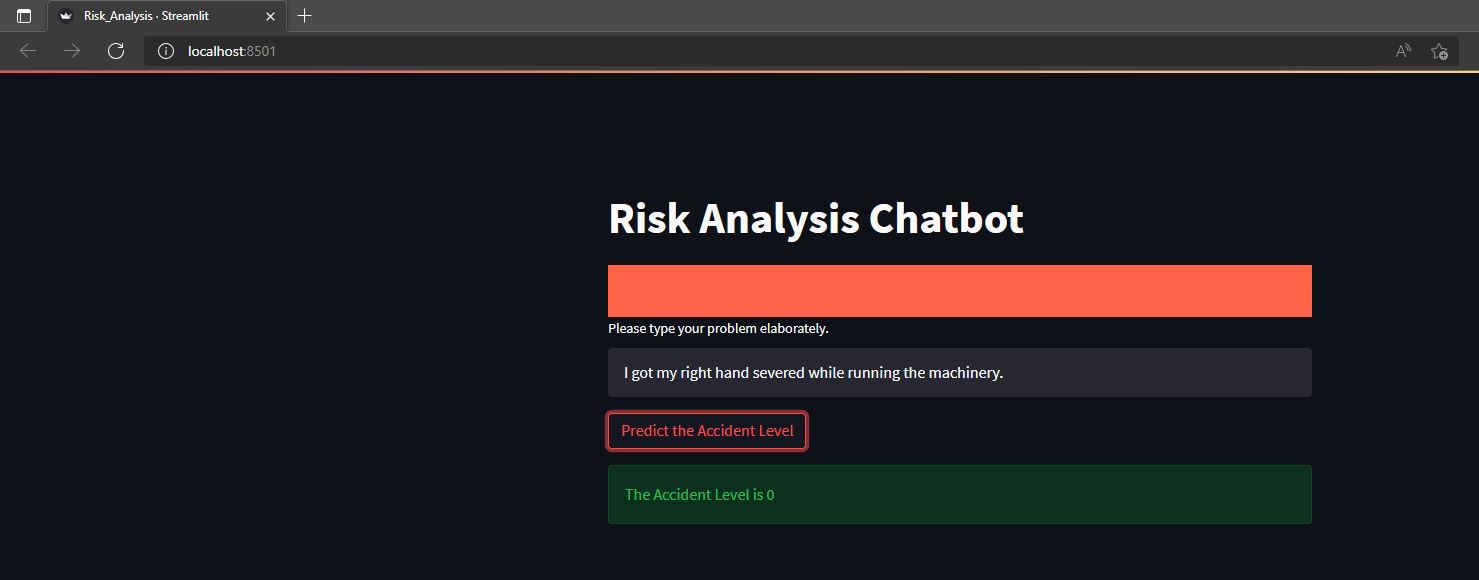 Risk_Analysis · Streamlit
localhost:8501
Risk Analysis Chatbot
Please type your problem elaborately.
I got my right hand severed while running the machinery.
Predict the Accident Level
The Accident Level is 0